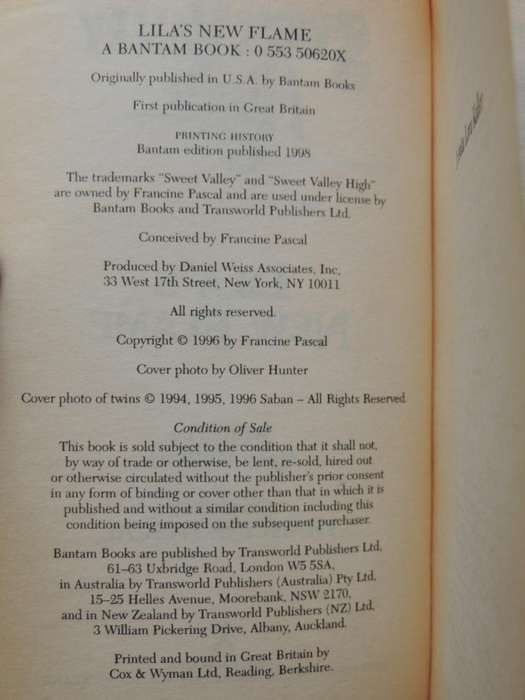 LILA'S NEW FLAME
A BANTAM BOOK : 0 553 50620X
Originally published in U.S.A. by Bantam Books
First publication in Great Britain
PRINTING HISTORY
Bantam edition published 1998
The trademarks "Sweet Valley" and "Sweet Valley High"
are owned by Francine Pascal and are used under license by
Bantam Books and Transworld Publishers Ltd.
Conceived by Francine Pascal
Produced by Daniel Weiss Associates, Inc,
33 West 17th Street, New York, NY 10011
All rights reserved.
Copyright © 1996 by Francine Pascal
Cover photo by Oliver Hunter
Cover photo of twins © 1994, 1995, 1996 Saban – All Rights Reserved
Condition of Sale
This book is sold subject to the condition that it shall not,
by way of trade or otherwise, be lent, re-sold, hired out
or otherwise circulated without the publisher's prior consent
in any form of binding or cover other than that in which it is
published and without a similar condition including this
condition being imposed on the subsequent purchaser.
Bantam Books are published by Transworld Publishers Ltd,
61–63 Uxbridge Road, London W5 5SA,
in Australia by Transworld Publishers (Australia) Pty Ltd,
15–25 Helles Avenue, Moorebank, NSW 2170,
and in New Zealand by Transworld Publishers (NZ) Ltd,
3 William Pickering Drive, Albany, Auckland.
Printed and bound in Great Britain by
Cox & Wyman Ltd, Reading, Berkshire.